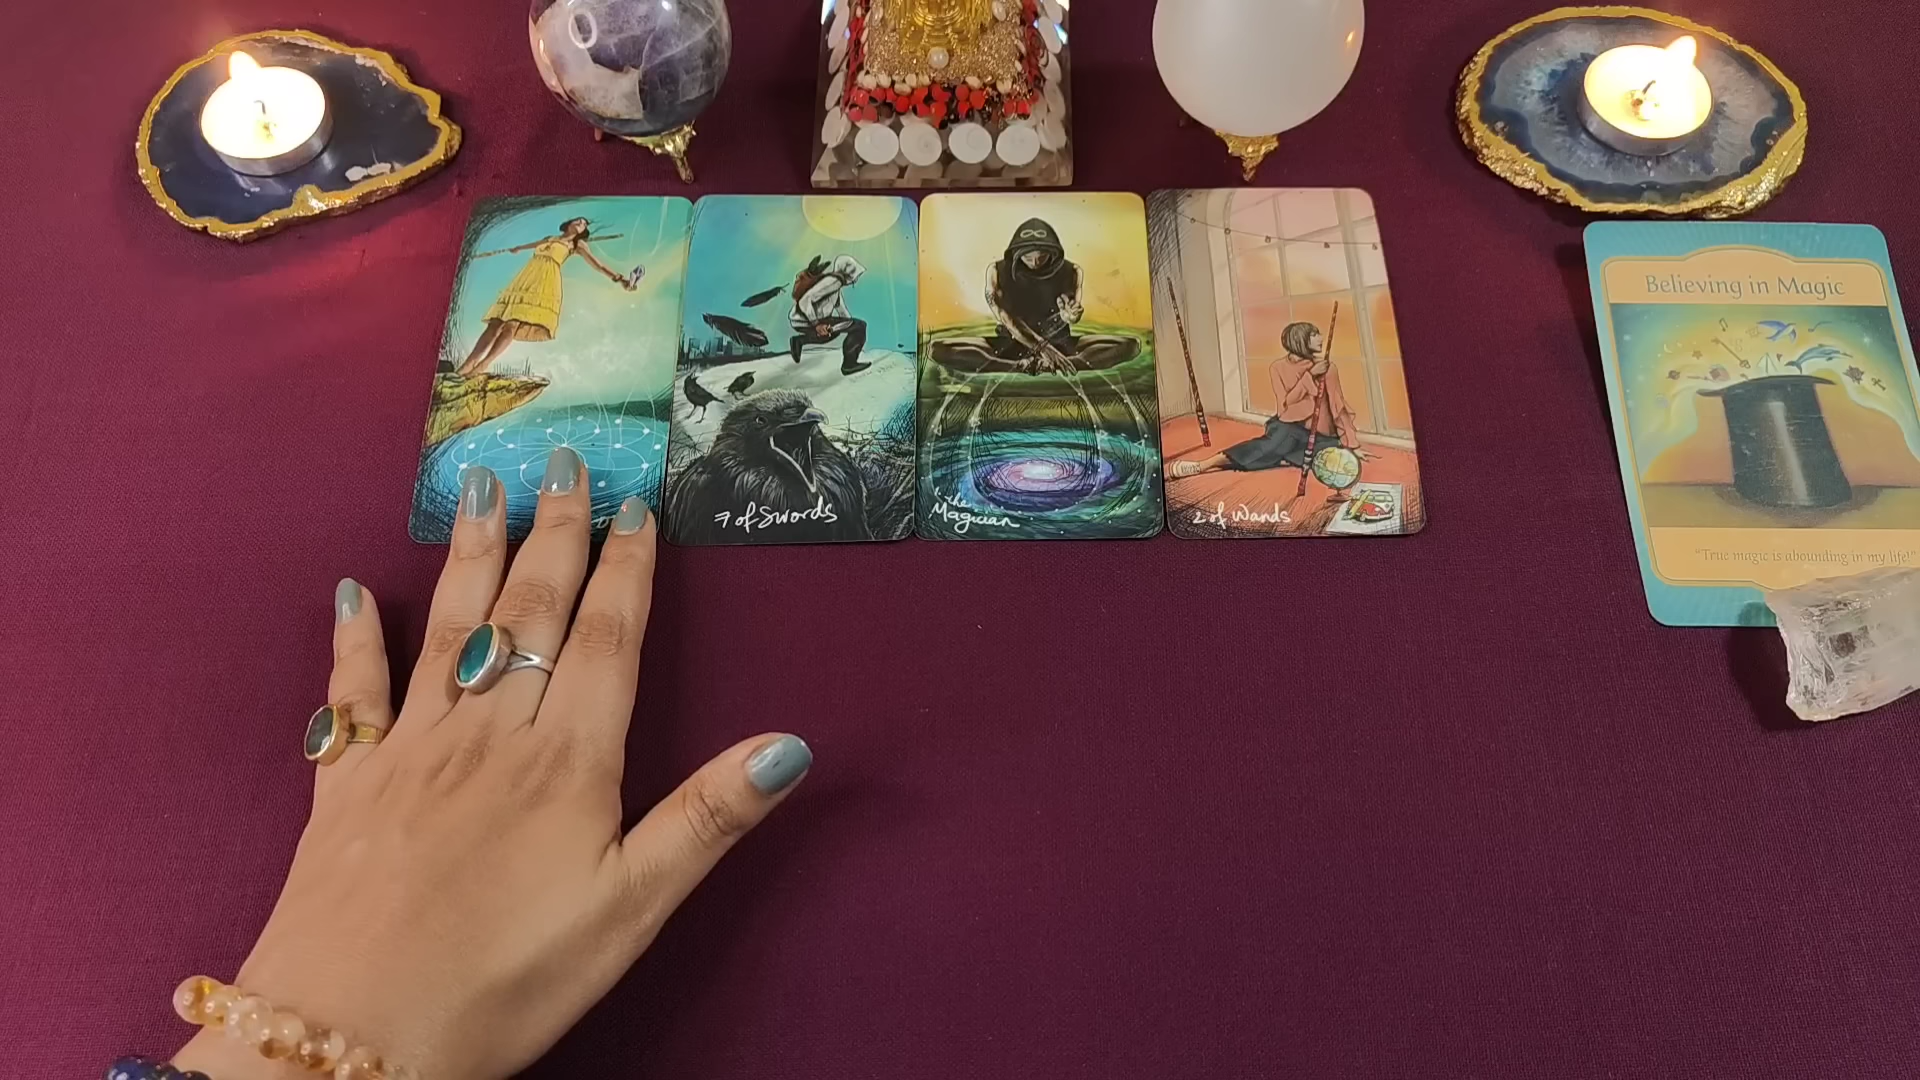 7 of Swords
the
Magician
2 of Wands
Believing in Magic
"True magic is abounding in my life!"